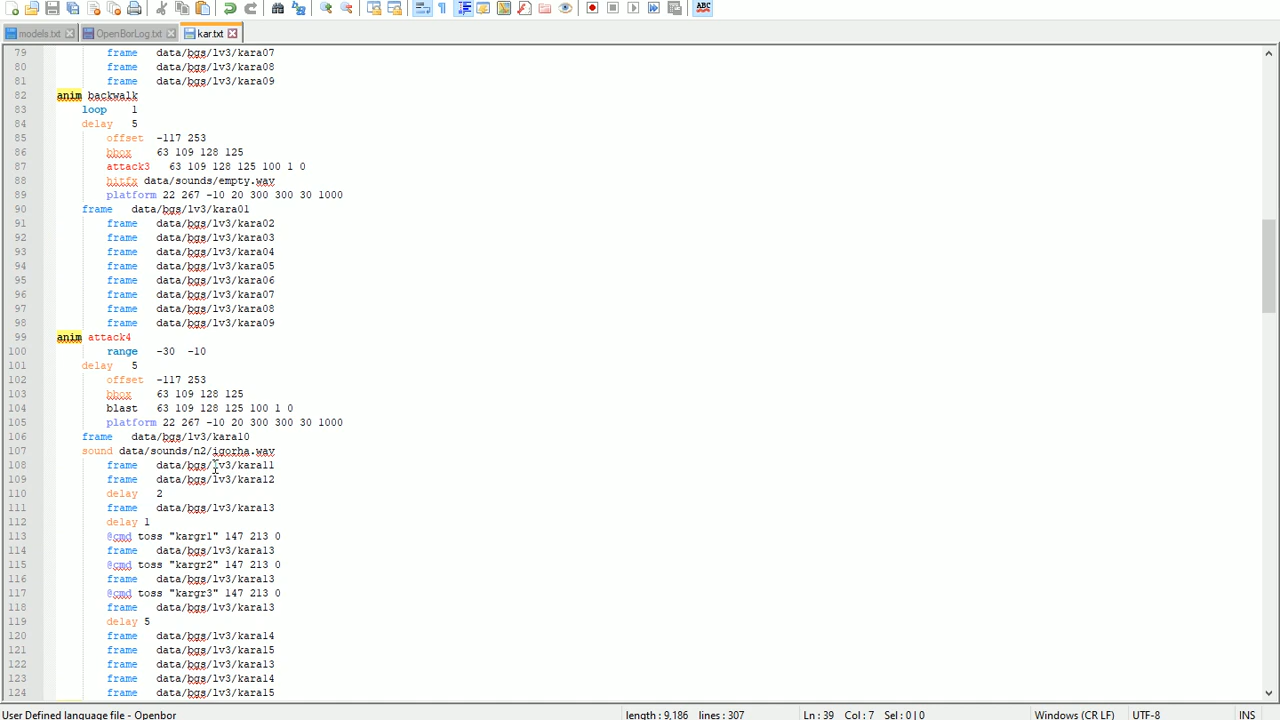 ABC
models.txt OpenBorLog.txt kar.txt
79 frame data/bgs/lv3/kara07
80 frame data/bgs/lv3/kara08
81 frame data/bgs/lv3/kara09
82 anim backwalk
83 loop 1
84 delay 5
85 offset -117 253
86 bbox 63 109 128 125
87 attack3 63 109 128 125 100 1 0
88 hitfx data/sounds/empty.wav
89 platform 22 267 -10 20 300 300 30 1000
90 frame data/bgs/lv3/kara01
91 frame data/bgs/lv3/kara02
92 frame data/bgs/lv3/kara03
93 frame data/bgs/lv3/kara04
94 frame data/bgs/lv3/kara05
95 frame data/bgs/lv3/kara06
96 frame data/bgs/lv3/kara07
97 frame data/bgs/lv3/kara08
98 frame data/bgs/lv3/kara09
99 anim attack4
100 range -30 -10
101 delay 5
102 offset -117 253
103 bbox 63 109 128 125
104 blast 63 109 128 125 100 1 0
105 platform 22 267 -10 20 300 300 30 1000
106 frame data/bgs/lv3/kara10
107 sound data/sounds/n2/igorha.wav
108 frame data/bgs/lv3/kara11
109 frame data/bgs/lv3/kara12
110 delay 2
111 frame data/bgs/lv3/kara13
112 delay 1
113 @cmd toss "kargr1" 147 213 0
114 frame data/bgs/lv3/kara13
115 @cmd toss "kargr2" 147 213 0
116 frame data/bgs/lv3/kara13
117 @cmd toss "kargr3" 147 213 0
118 frame data/bgs/lv3/kara13
119 delay 5
120 frame data/bgs/lv3/kara14
121 frame data/bgs/lv3/kara15
122 frame data/bgs/lv3/kara13
123 frame data/bgs/lv3/kara14
124 frame data/bgs/lv3/kara15
User Defined language file - Openbor length : 9,186 lines : 307 Ln : 39 Col : 7 Sel : 0 | 0 Windows (CR LF) UTF-8 INS